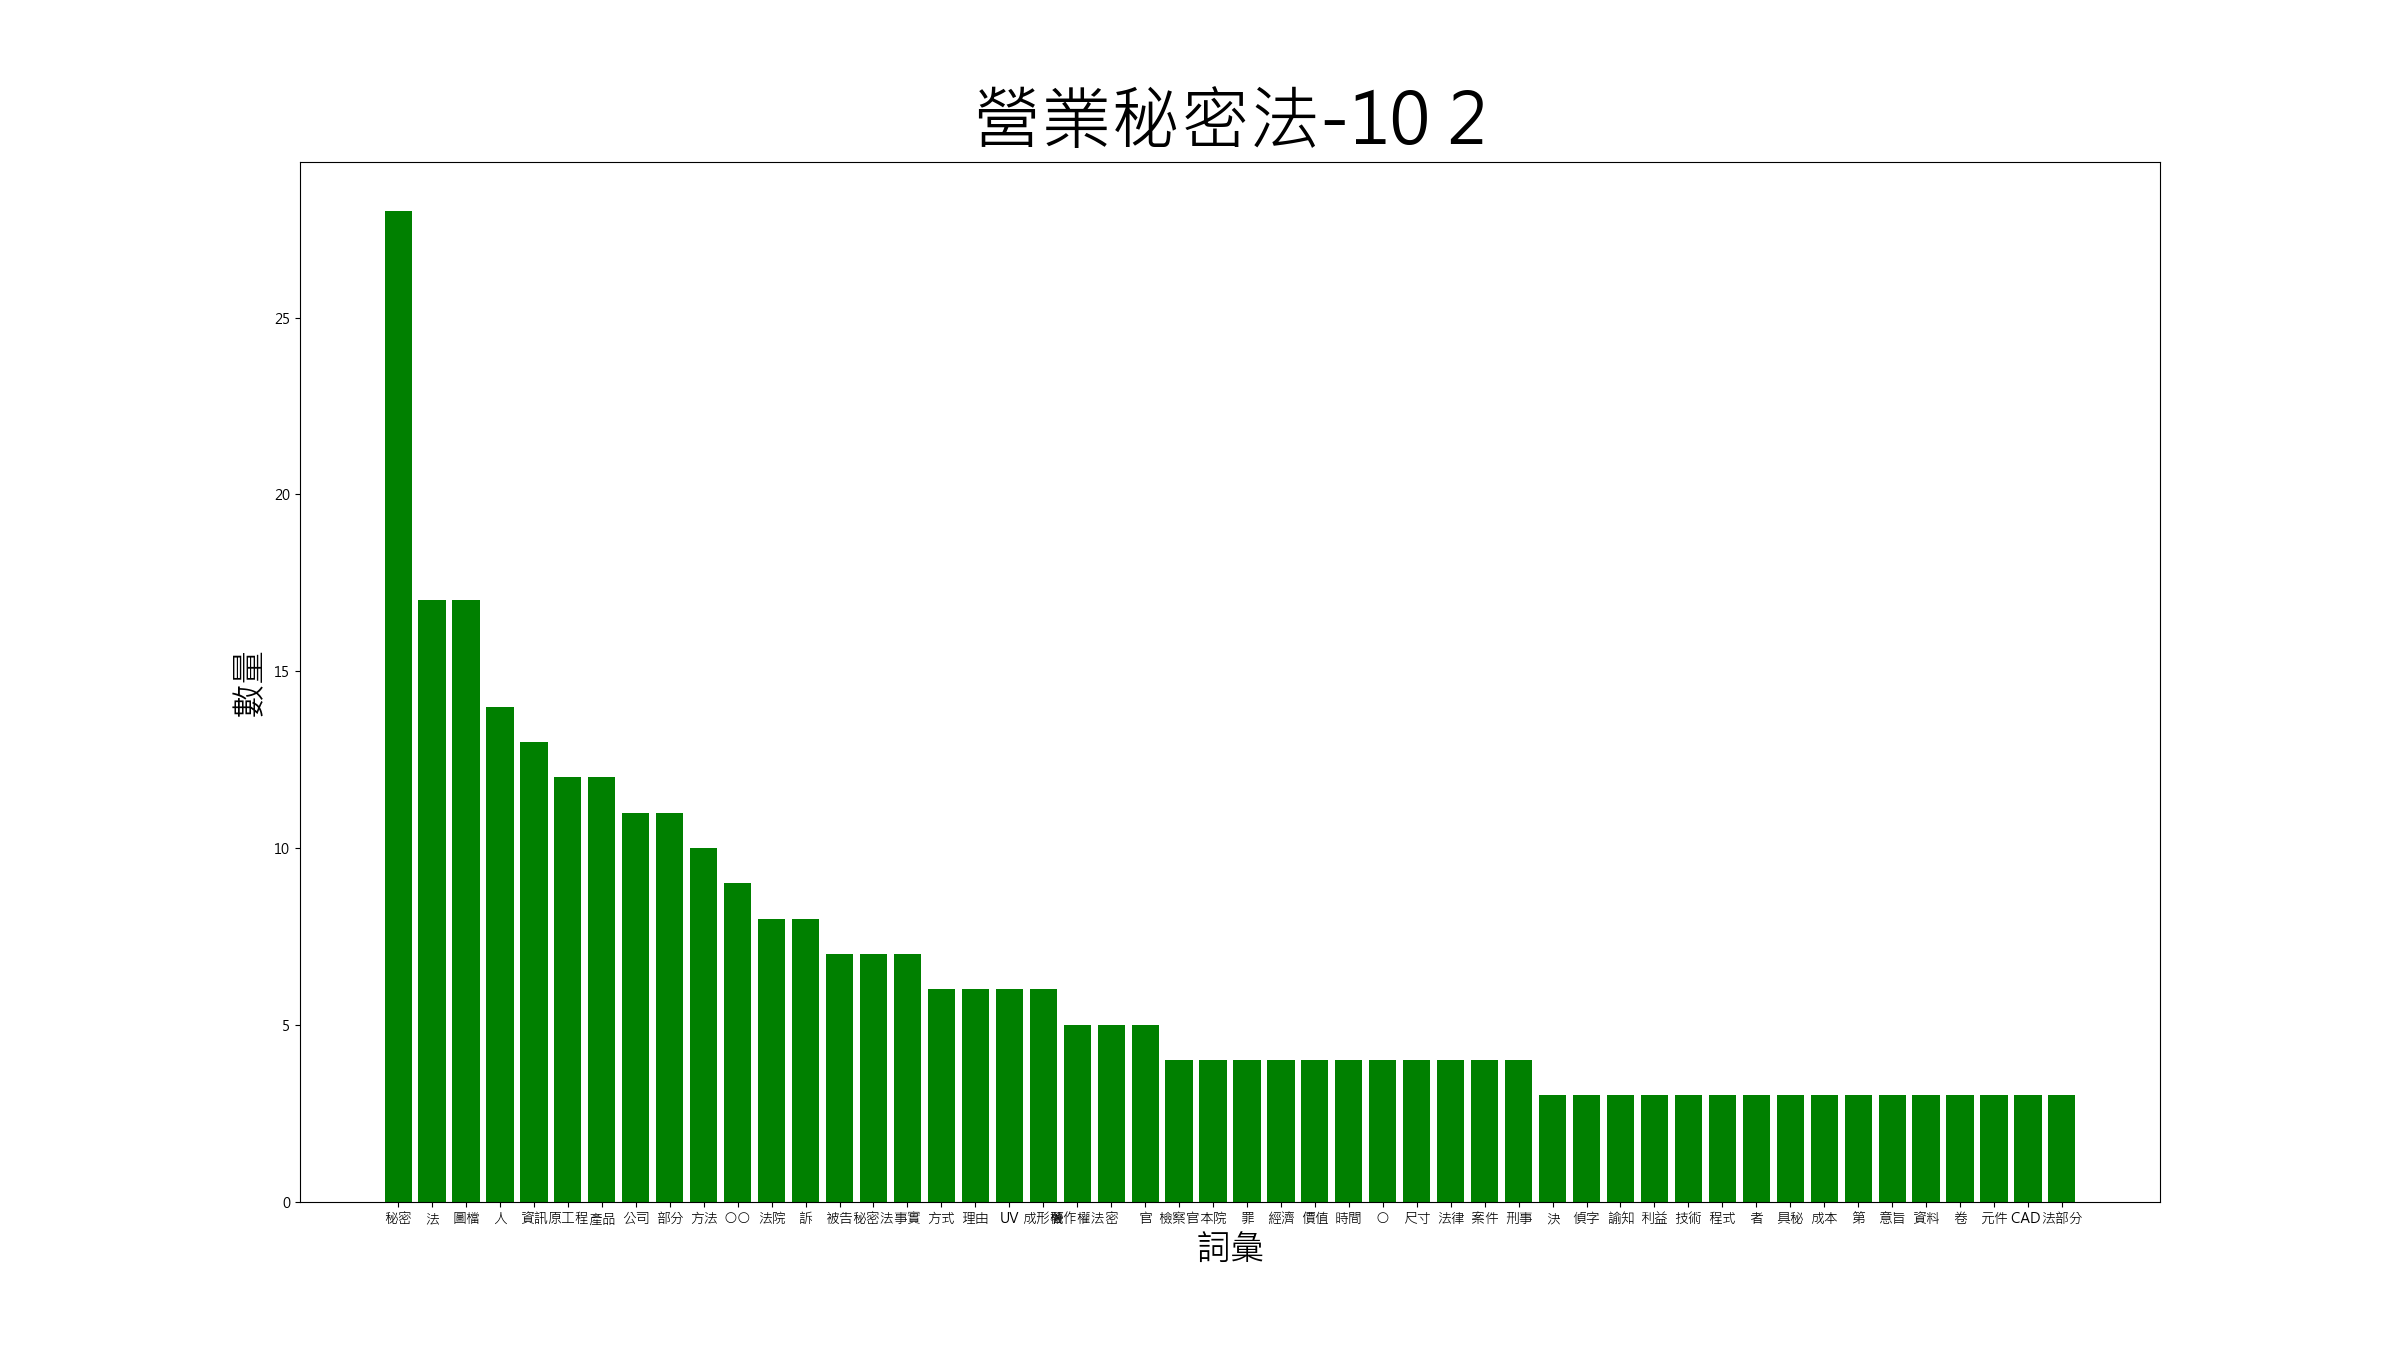 營業秘密法-10 2
數量
25
20
15
10
5
0
秘密 法 圖檔 人 資訊 原工程 產品 公司 部分 方法 〇〇 法院 訴 被告 秘密法 事實 方式 理由 UV 成形 作權法 密 官 檢察官 本院 罪 經濟 價值 時間 〇 尺寸 法律 案件 刑事 決 偵字 諭知 利益 技術 程式 者 具秘 成本 第 意旨 資料 卷 元件 CAD 法部分
詞彙